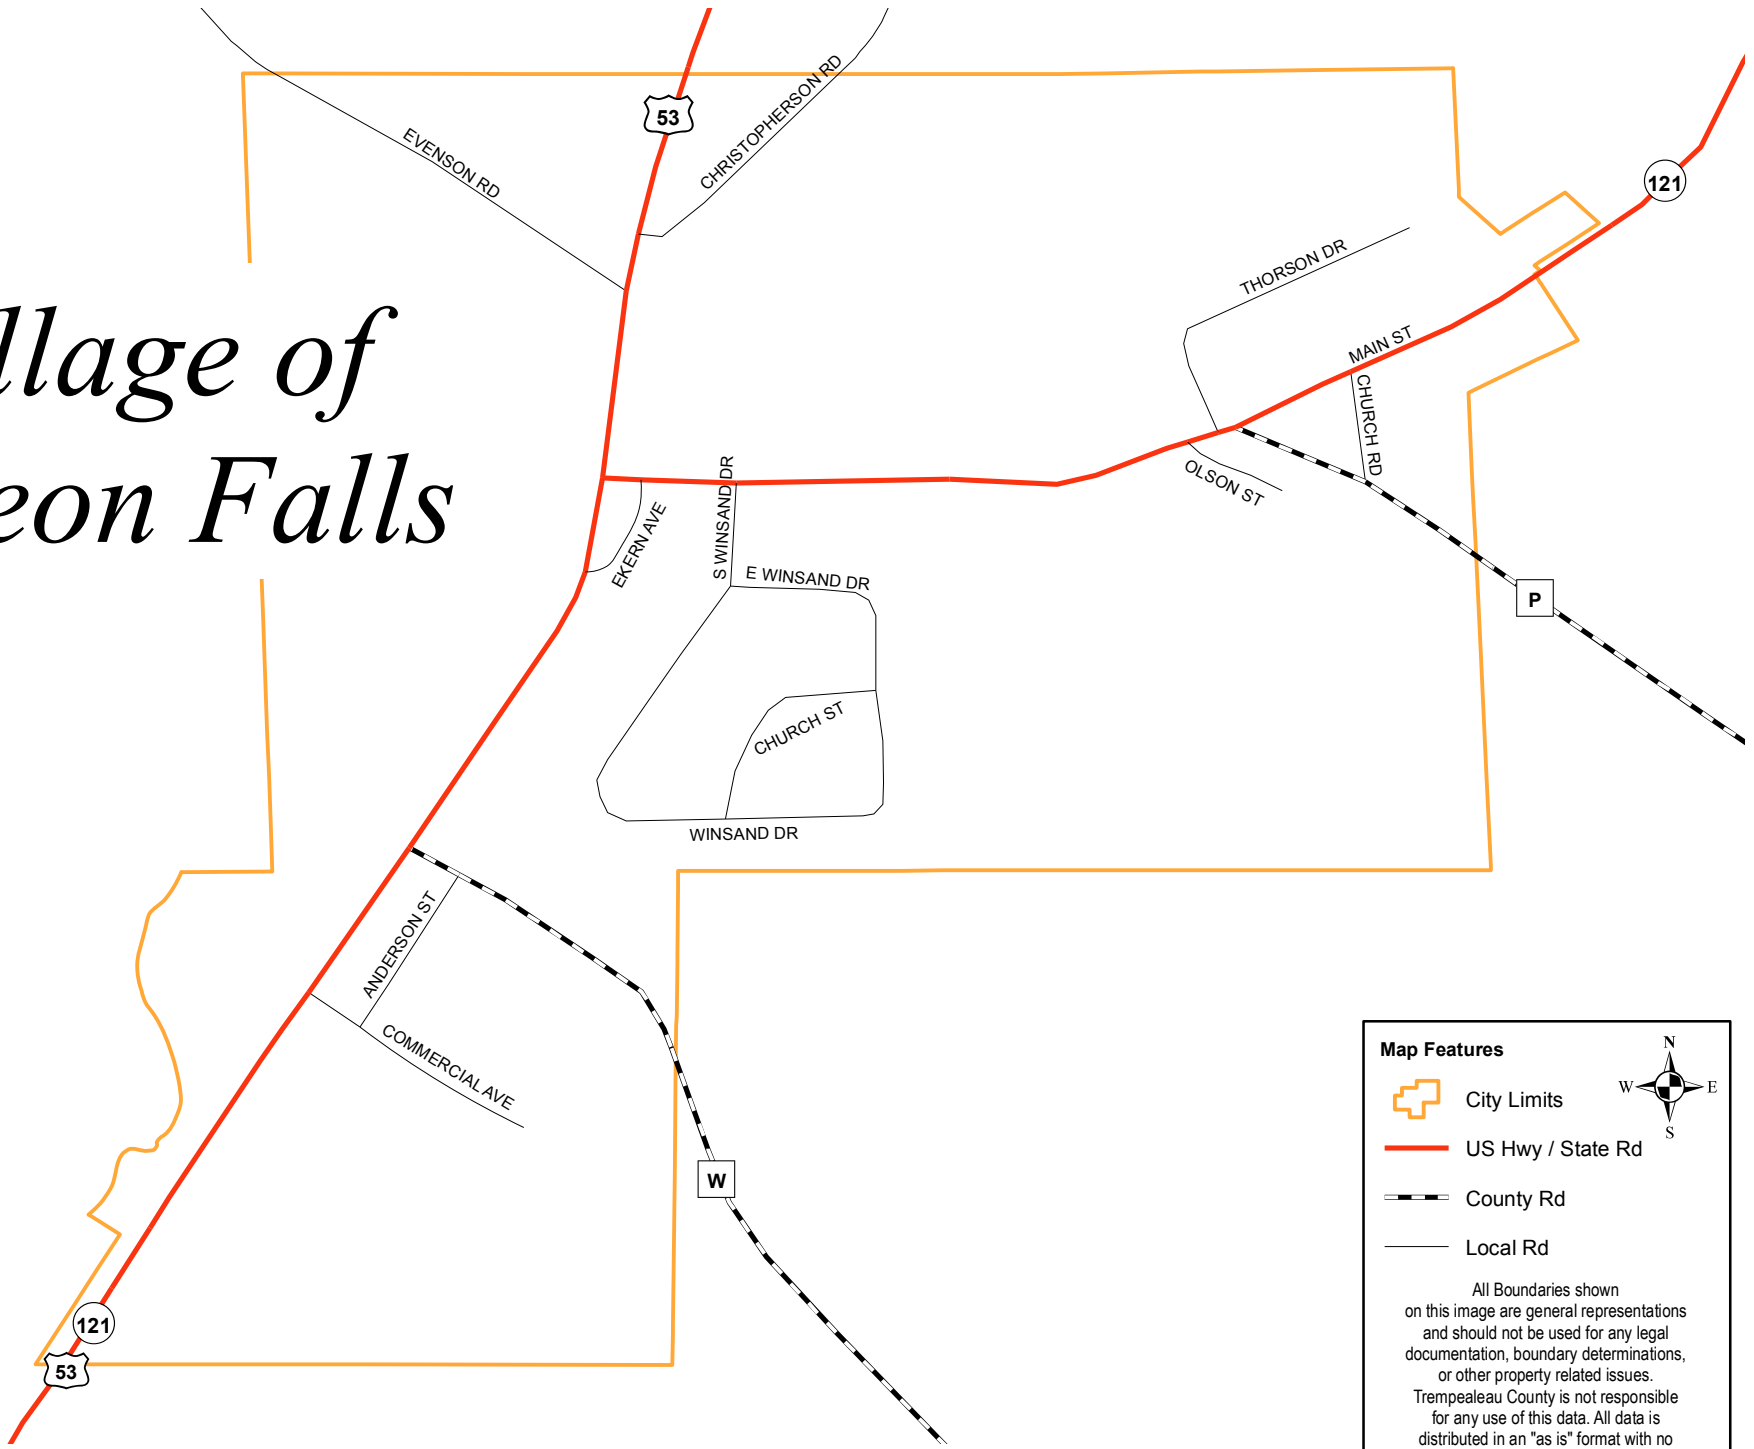 53
CHRISTOPHERSON RD
EVENSON RD
121
THORSON DR
llage of
MAIN ST
CHURCH RD
eon Falls
S WINSAND DR
OLSON ST
EKERN AVE
E WINSAND DR
P
CHURCH ST
WINSAND DR
ANDERSON ST
COMMERCIAL AVE
W
121
53
Map Features
N
W E
S
City Limits
US Hwy / State Rd
County Rd
Local Rd
All Boundaries shown
on this image are general representations
and should not be used for any legal
documentation, boundary determinations,
or other property related issues.
Trempealeau County is not responsible
for any use of this data. All data is
distributed in an "as is" format with no